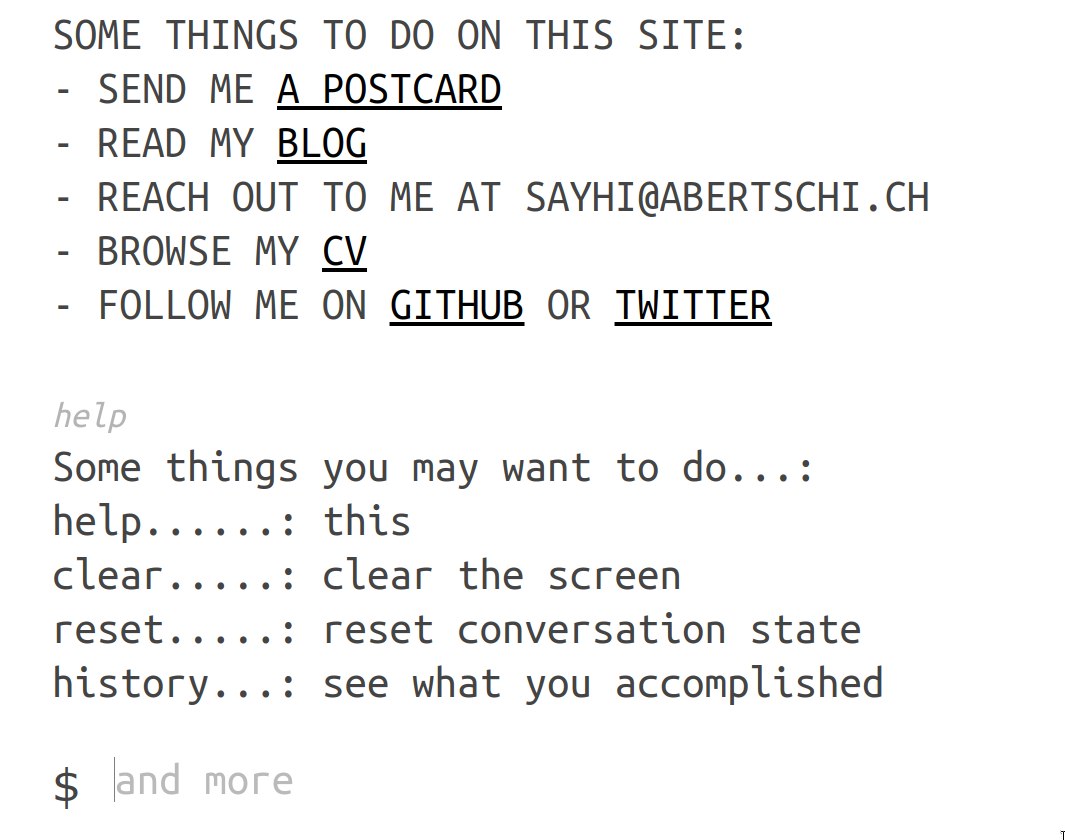 SOME THINGS TO DO ON THIS SITE:
- SEND ME A POSTCARD
- READ MY BLOG
- REACH OUT TO ME AT SAYHI@ABERTSCHI.CH
- BROWSE MY CV
- FOLLOW ME ON GITHUB OR TWITTER
help
Some things you may want to do...:
help......: this
clear.....: clear the screen
reset.....: reset conversation state
history...: see what you accomplished
$ and more